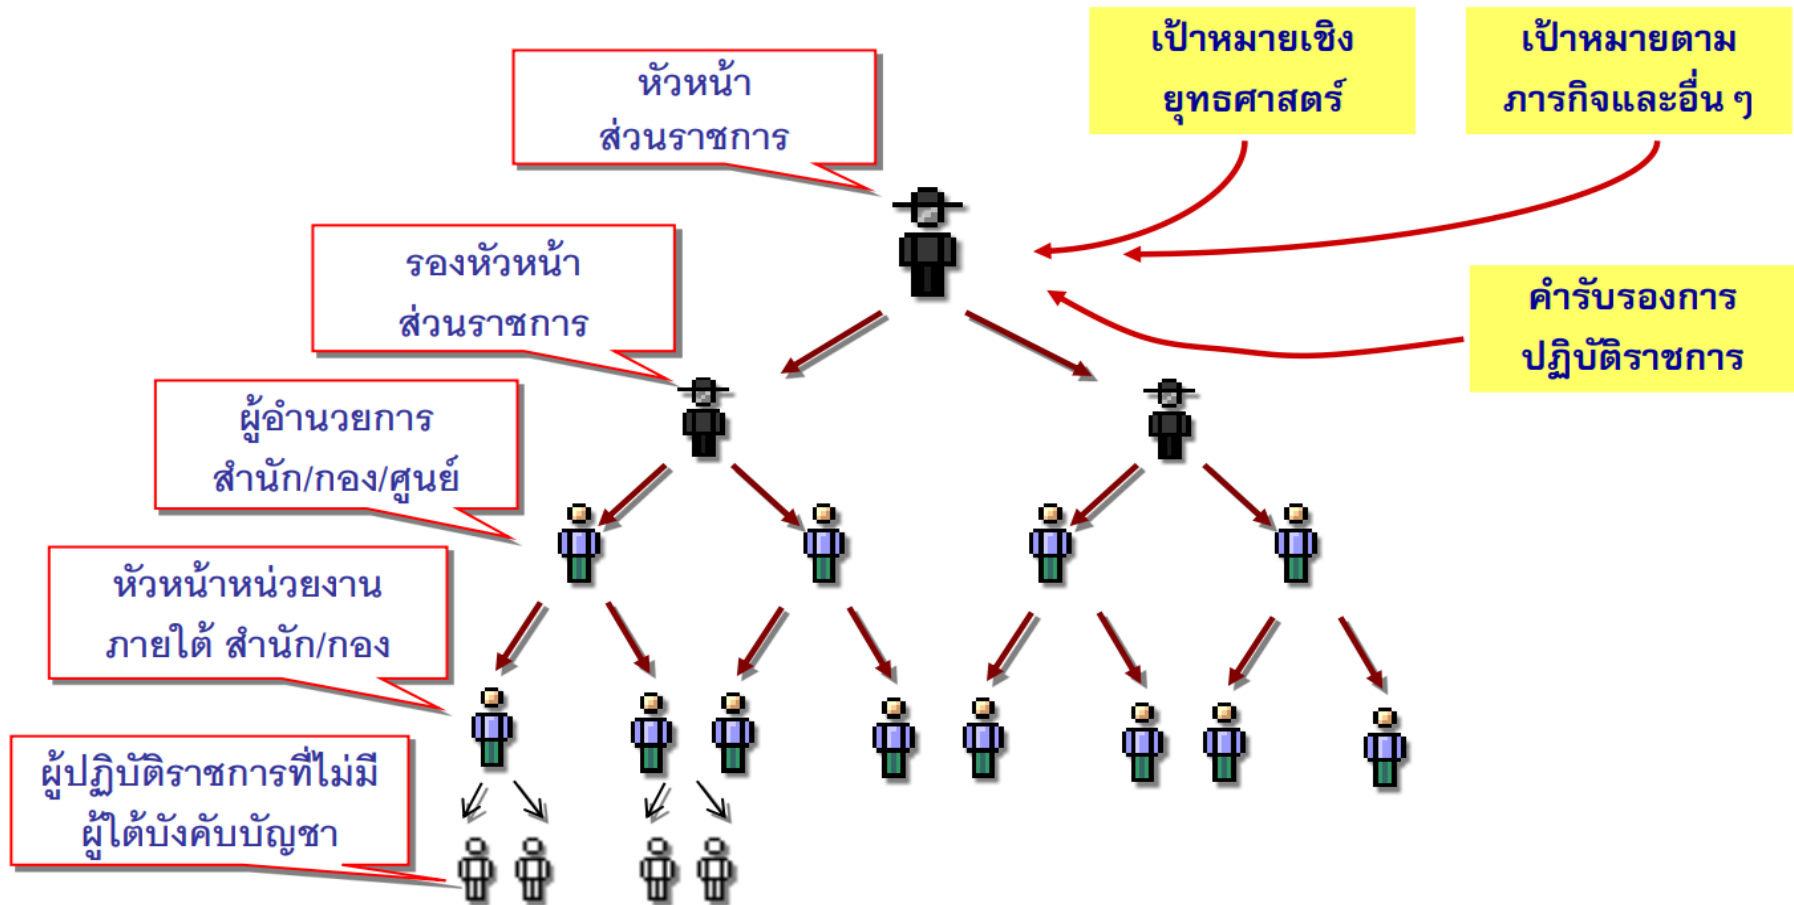 หัวหน้า
ส่วนราชการ
เป้าหมายเชิง
ยุทธศาสตร์
เป้าหมายตาม
ภารกิจและอื่น ๆ
รองหัวหน้า
ส่วนราชการ
คำรับรองการ
ปฏิบัติราชการ
ผู้อำนวยการ
สำนัก/กอง/ศูนย์
หัวหน้าหน่วยงาน
ภายใต้ สำนัก/กอง
ผู้ปฏิบัติราชการที่ไม่มี
ผู้ใต้บังคับบัญชา